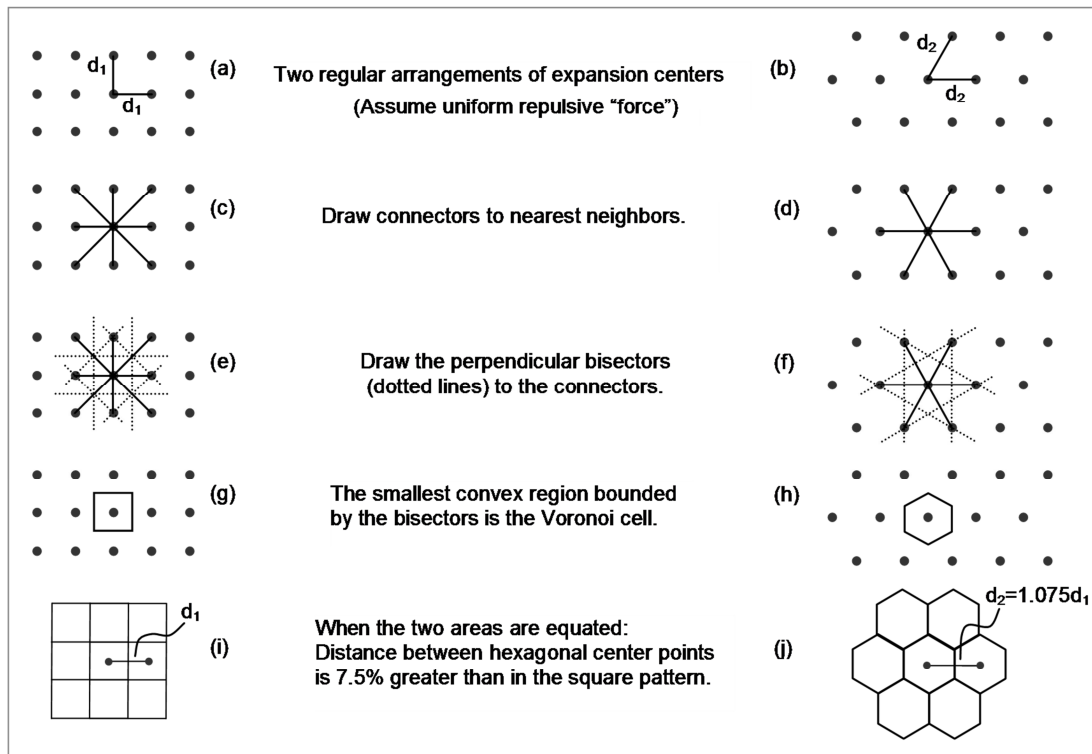 d₁
d₁
(a)
Two regular arrangements of expansion centers
(Assume uniform repulsive “force”)
(b)
d₂
d₂
(c)
Draw connectors to nearest neighbors.
(d)
(e)
Draw the perpendicular bisectors
(dotted lines) to the connectors.
(f)
(g)
The smallest convex region bounded
by the bisectors is the Voronoi cell.
(h)
d₁
(i)
When the two areas are equated:
Distance between hexagonal center points
is 7.5% greater than in the square pattern.
(j)
d₂=1.075d₁